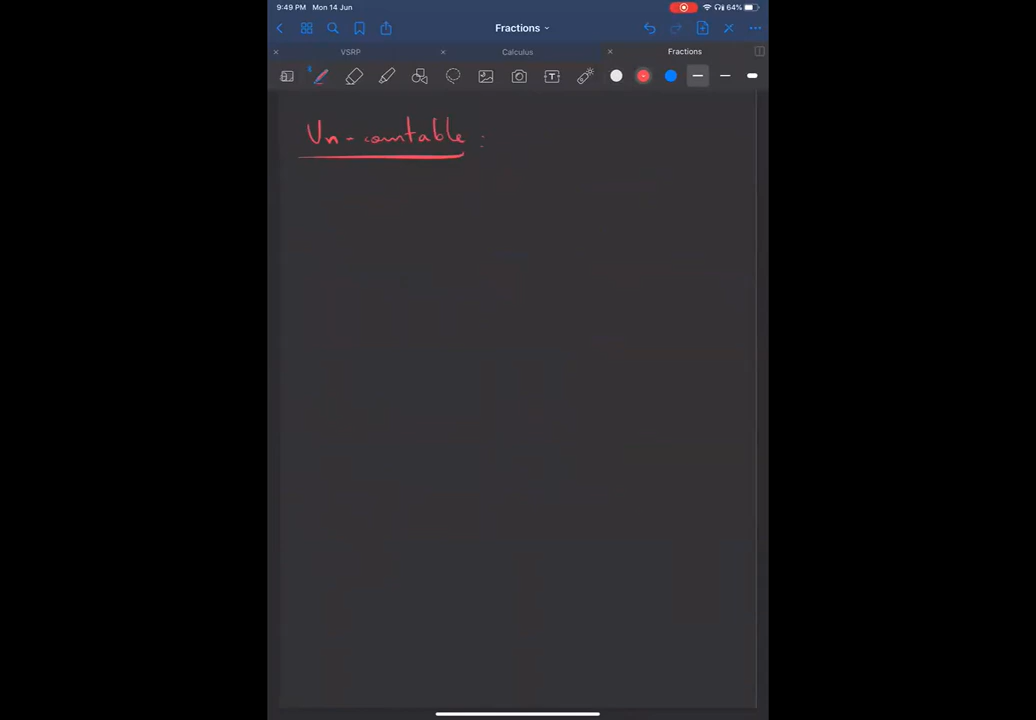 9:49 PM Mon 14 Jun 64%
Fractions
VSRP Calculus Fractions
T
Un-countable :